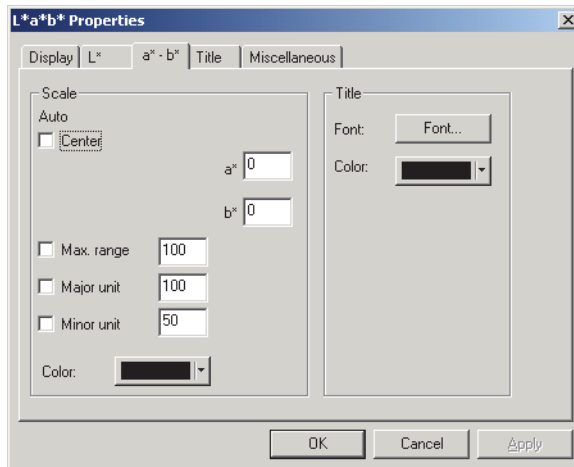 L*a*b* Properties
Display L* a* - b* Title Miscellaneous
Scale
Auto
Center
a* 0
b* 0
Max. range 100
Major unit 100
Minor unit 50
Color:
Title
Font: Font...
Color:
OK Cancel Apply